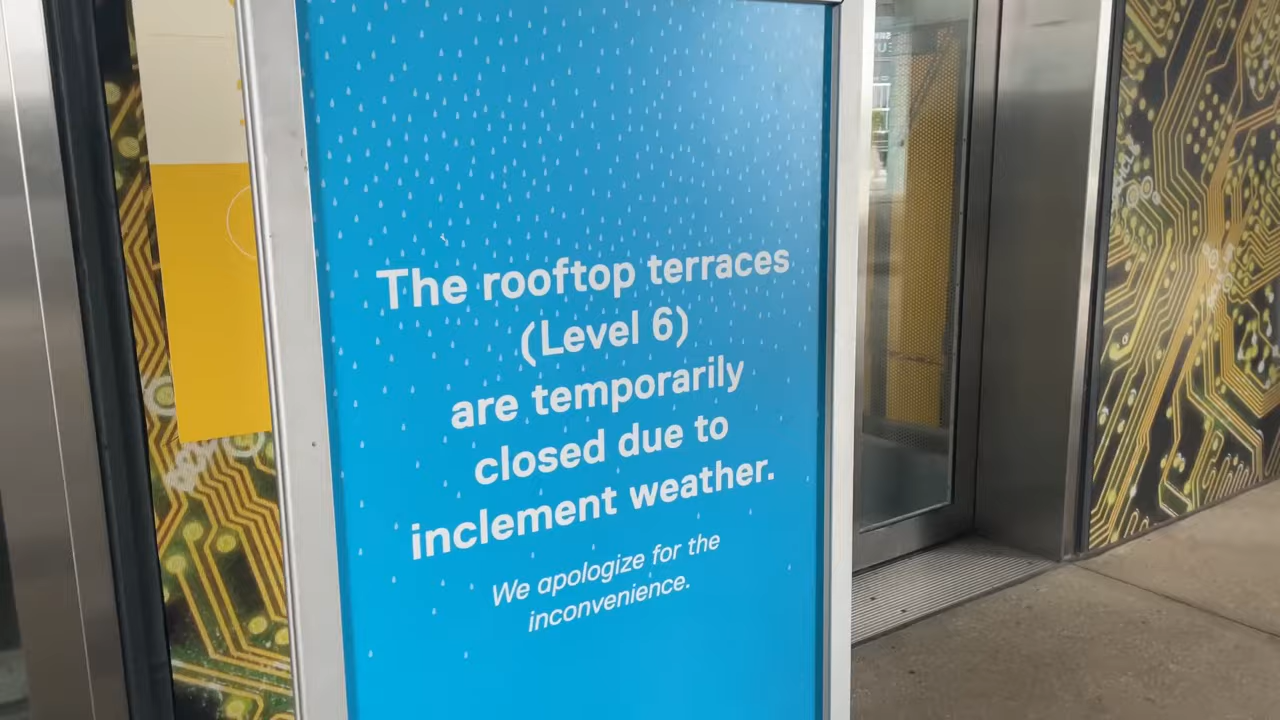 The rooftop terraces
(Level 6)
are temporarily
closed due to
inclement weather.
We apologize for the
inconvenience.